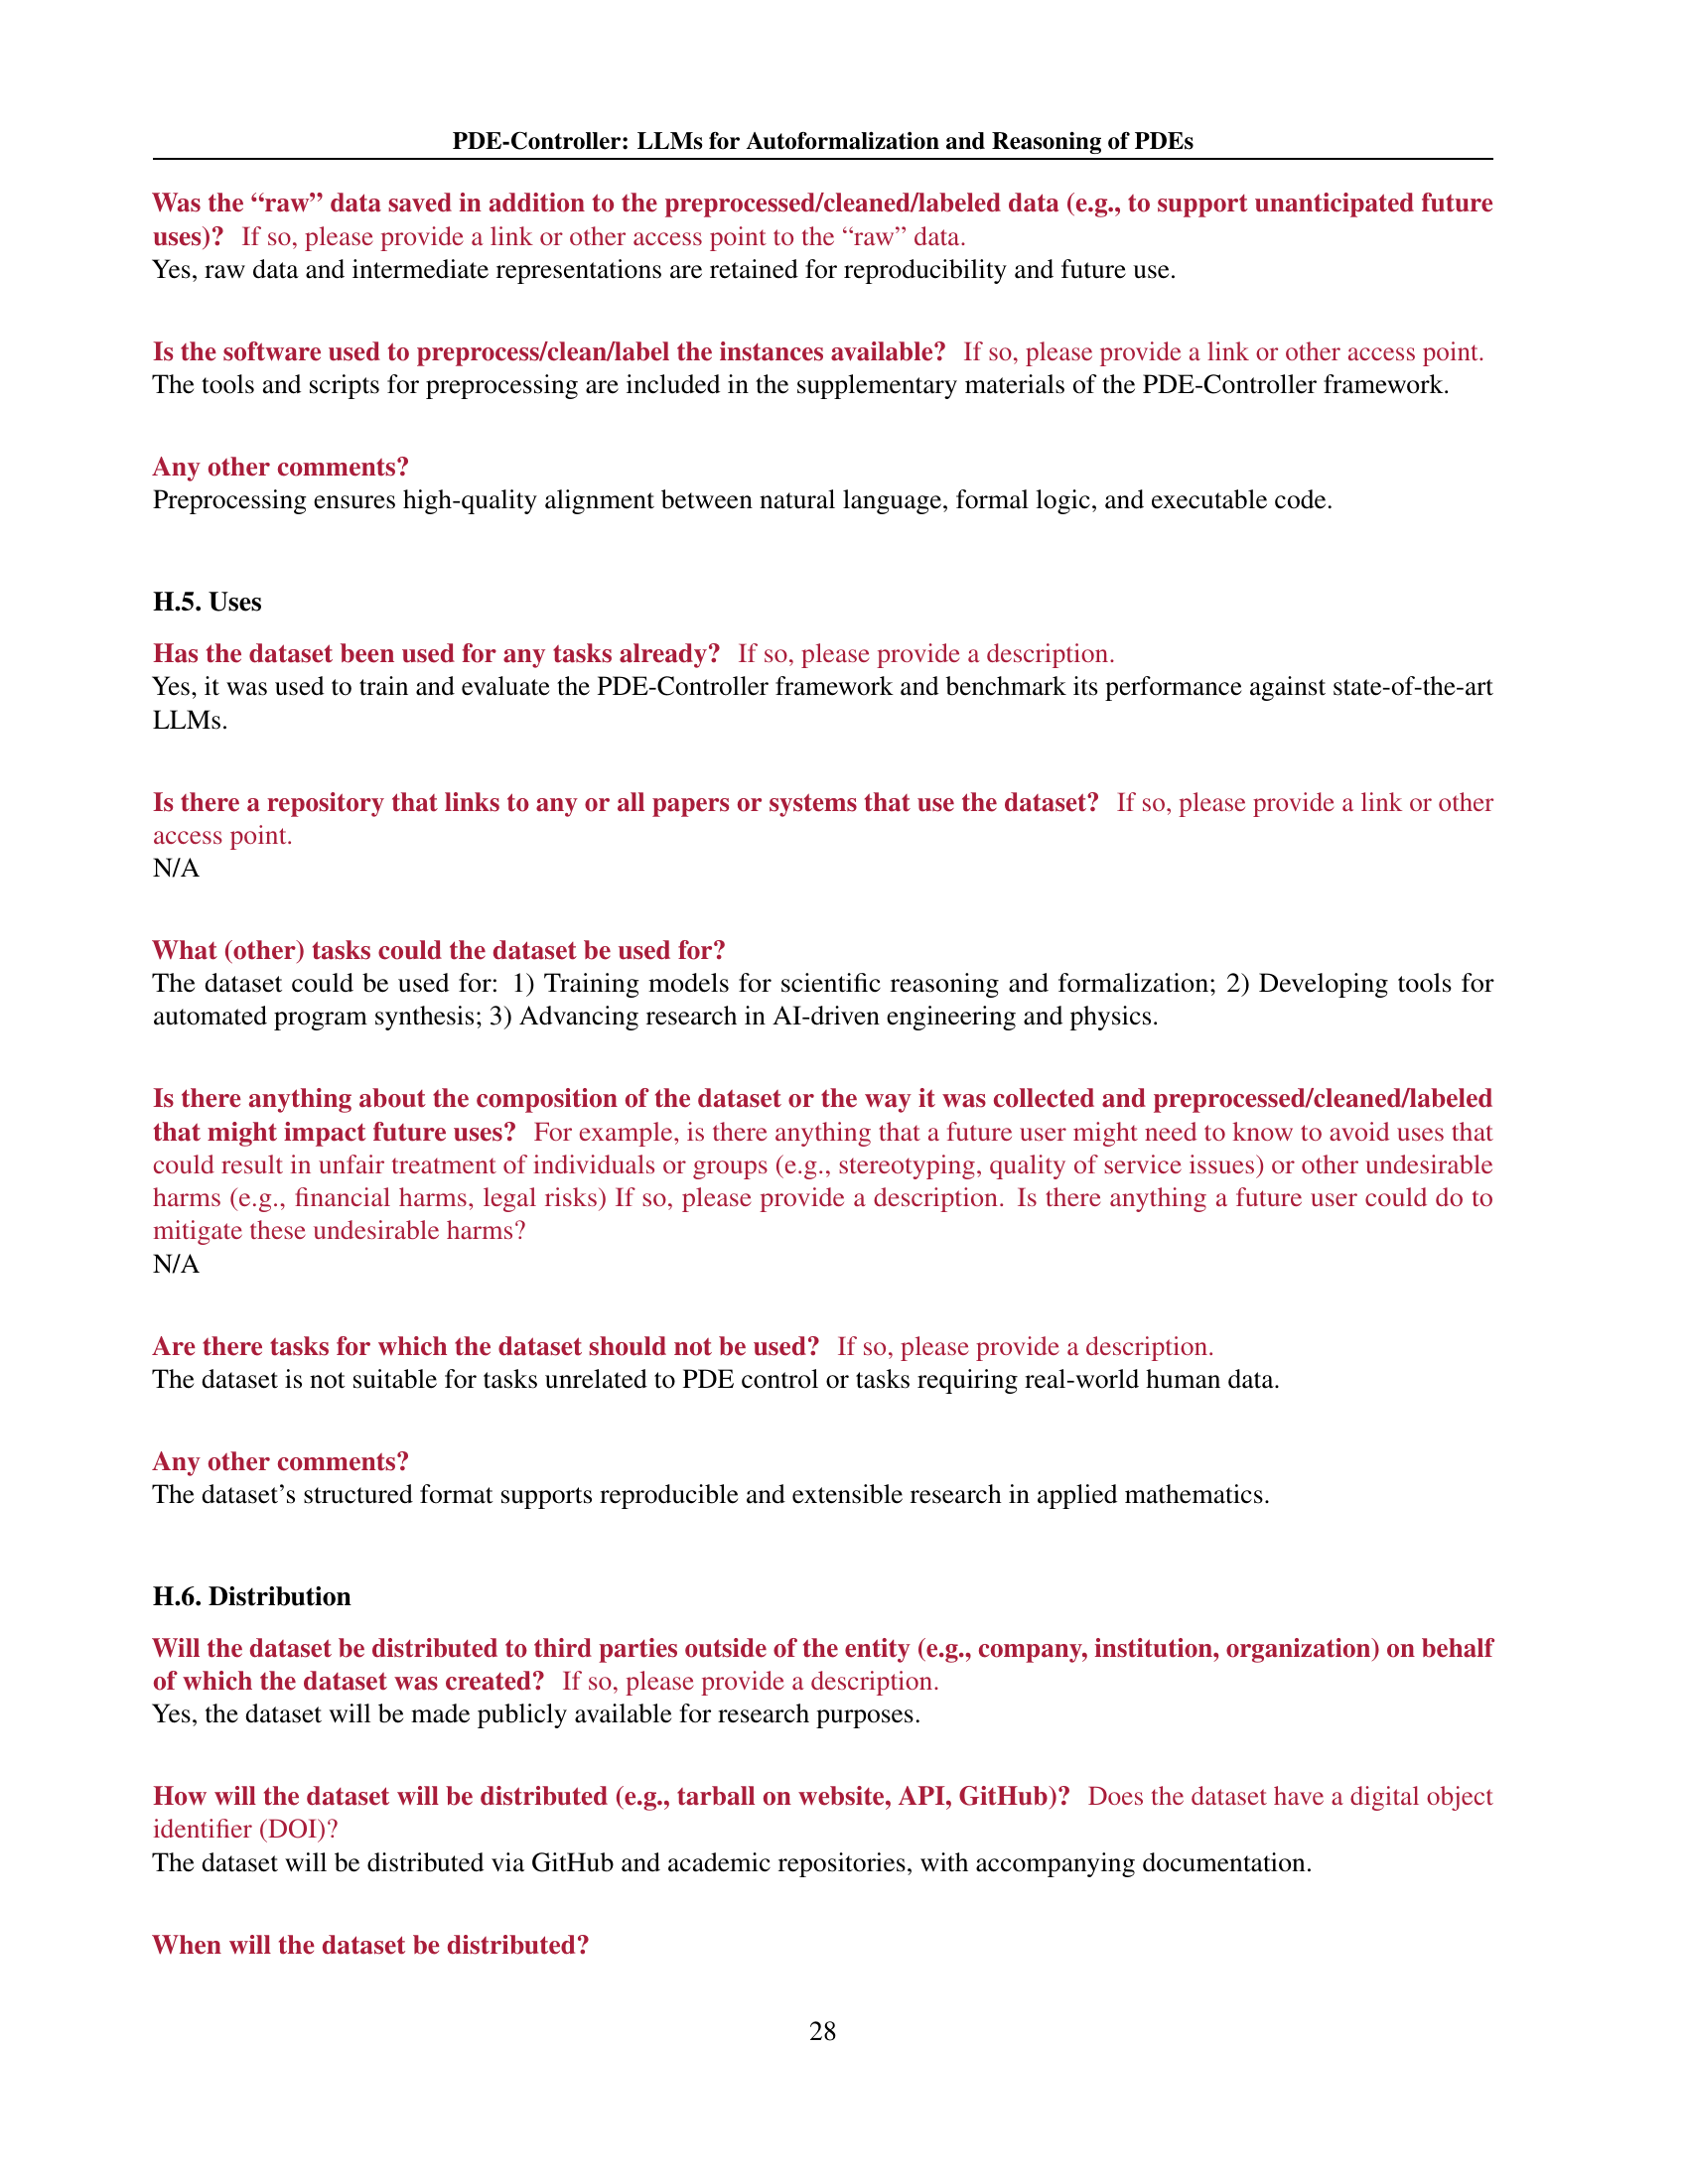 PDE-Controller: LLMs for Autoformalization and Reasoning of PDEs
Was the “raw” data saved in addition to the preprocessed/cleaned/labeled data (e.g., to support unanticipated future
uses)? If so, please provide a link or other access point to the “raw” data.
Yes, raw data and intermediate representations are retained for reproducibility and future use.
Is the software used to preprocess/clean/label the instances available? If so, please provide a link or other access point.
The tools and scripts for preprocessing are included in the supplementary materials of the PDE-Controller framework.
Any other comments?
Preprocessing ensures high-quality alignment between natural language, formal logic, and executable code.
H.5. Uses
Has the dataset been used for any tasks already? If so, please provide a description.
Yes, it was used to train and evaluate the PDE-Controller framework and benchmark its performance against state-of-the-art
LLMs.
Is there a repository that links to any or all papers or systems that use the dataset? If so, please provide a link or other
access point.
N/A
What (other) tasks could the dataset be used for?
The dataset could be used for: 1) Training models for scientific reasoning and formalization; 2) Developing tools for
automated program synthesis; 3) Advancing research in AI-driven engineering and physics.
Is there anything about the composition of the dataset or the way it was collected and preprocessed/cleaned/labeled
that might impact future uses? For example, is there anything that a future user might need to know to avoid uses that
could result in unfair treatment of individuals or groups (e.g., stereotyping, quality of service issues) or other undesirable
harms (e.g., financial harms, legal risks) If so, please provide a description. Is there anything a future user could do to
mitigate these undesirable harms?
N/A
Are there tasks for which the dataset should not be used? If so, please provide a description.
The dataset is not suitable for tasks unrelated to PDE control or tasks requiring real-world human data.
Any other comments?
The dataset’s structured format supports reproducible and extensible research in applied mathematics.
H.6. Distribution
Will the dataset be distributed to third parties outside of the entity (e.g., company, institution, organization) on behalf
of which the dataset was created? If so, please provide a description.
Yes, the dataset will be made publicly available for research purposes.
How will the dataset will be distributed (e.g., tarball on website, API, GitHub)? Does the dataset have a digital object
identifier (DOI)?
The dataset will be distributed via GitHub and academic repositories, with accompanying documentation.
When will the dataset be distributed?
28